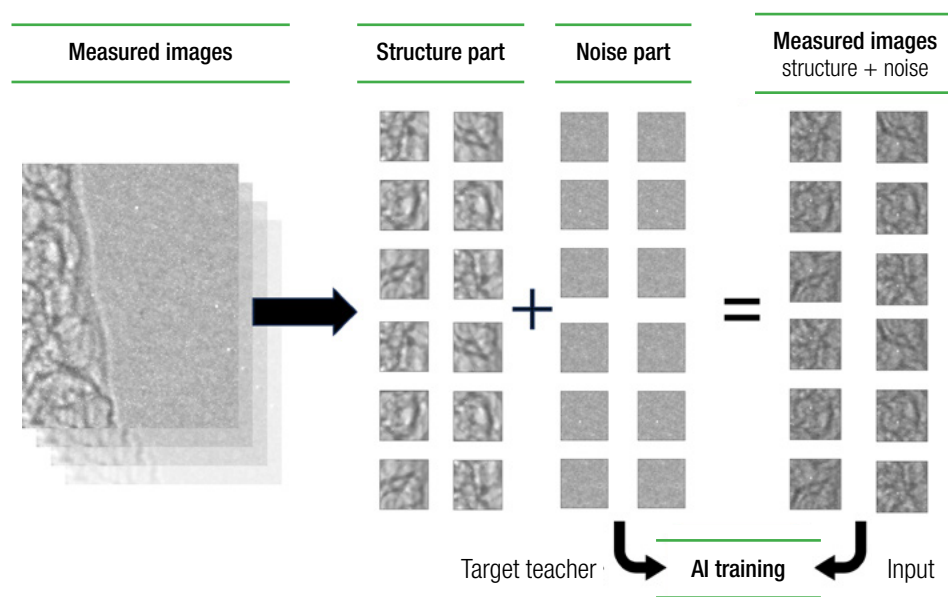 Measured images
Structure part
Noise part
Measured images
structure + noise
+
=
Target teacher
AI training
Input